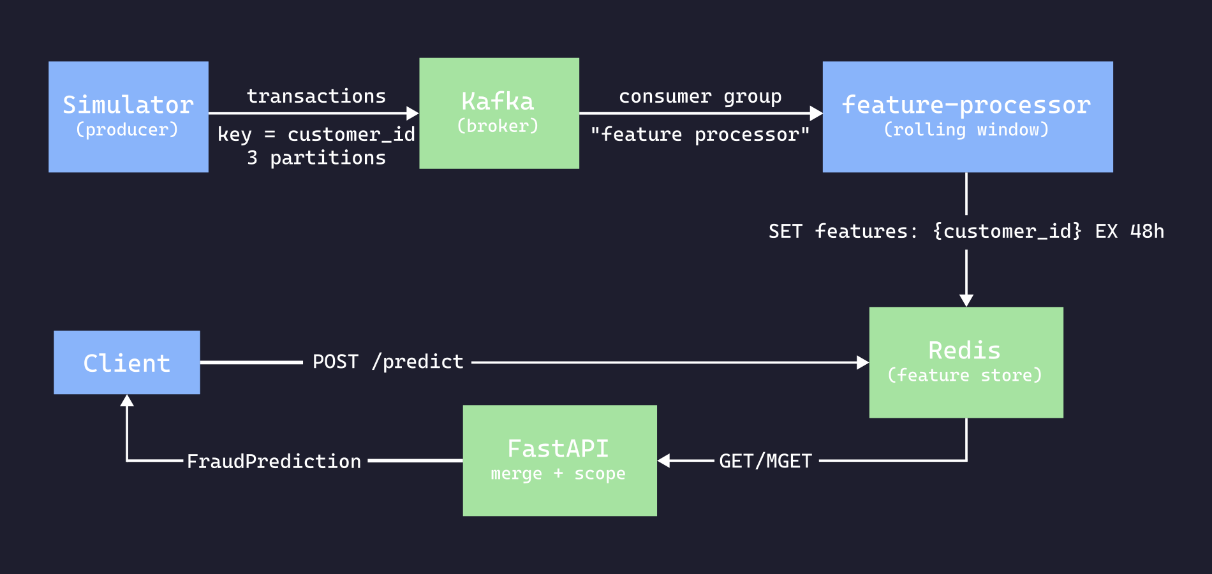 Simulator
(producer)
transactions
key = customer_id
3 partitions
Kafka
(broker)
consumer group
"feature processor"
feature-processor
(rolling window)
SET features: {customer_id} EX 48h
Client
POST /predict
Redis
(feature store)
FraudPrediction
FastAPI
merge + scope
GET/MGET